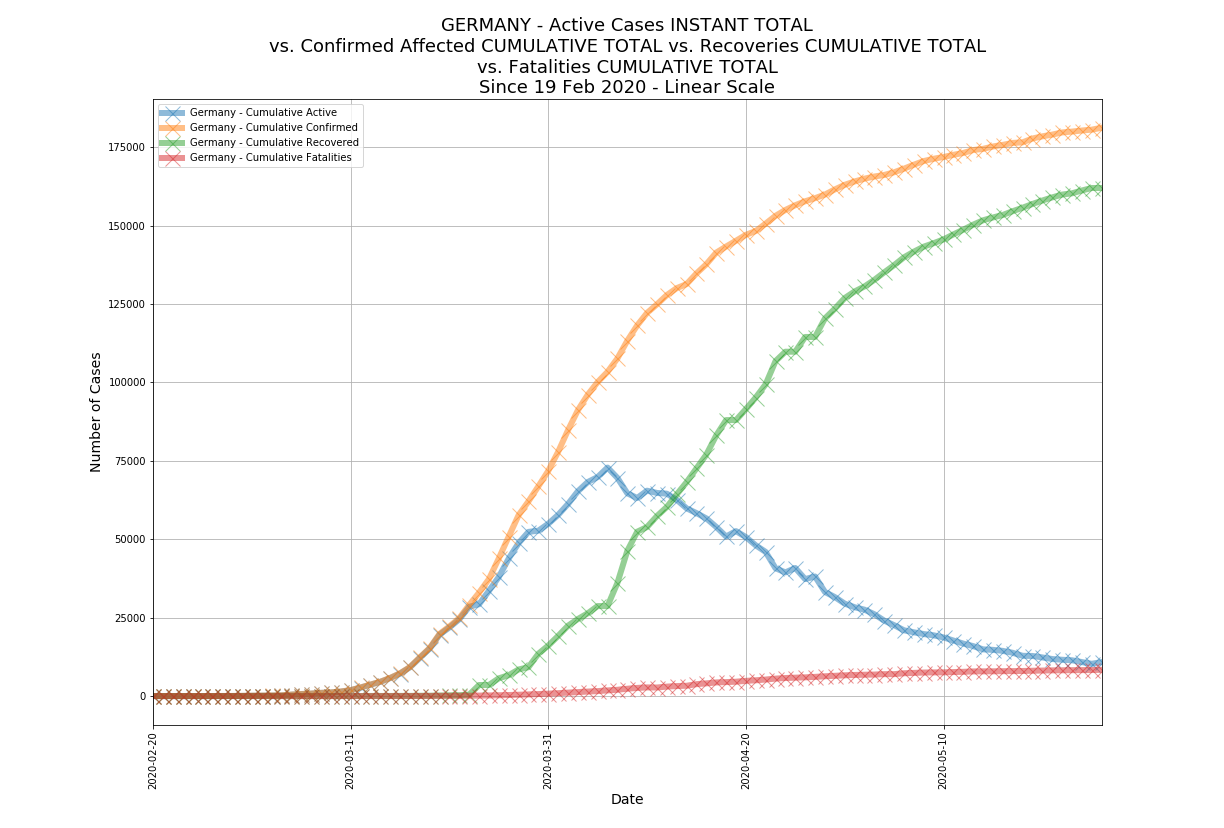 GERMANY - Active Cases INSTANT TOTAL
vs. Confirmed Affected CUMULATIVE TOTAL vs. Recoveries CUMULATIVE TOTAL
vs. Fatalities CUMULATIVE TOTAL
Since 19 Feb 2020 - Linear Scale
Germany - Cumulative Active
Germany - Cumulative Confirmed
Germany - Cumulative Recovered
Germany - Cumulative Fatalities
175000
150000
125000
100000
75000
50000
25000
0
Number of Cases
2020-02-20
2020-03-11
2020-03-31
2020-04-20
2020-05-10
Date